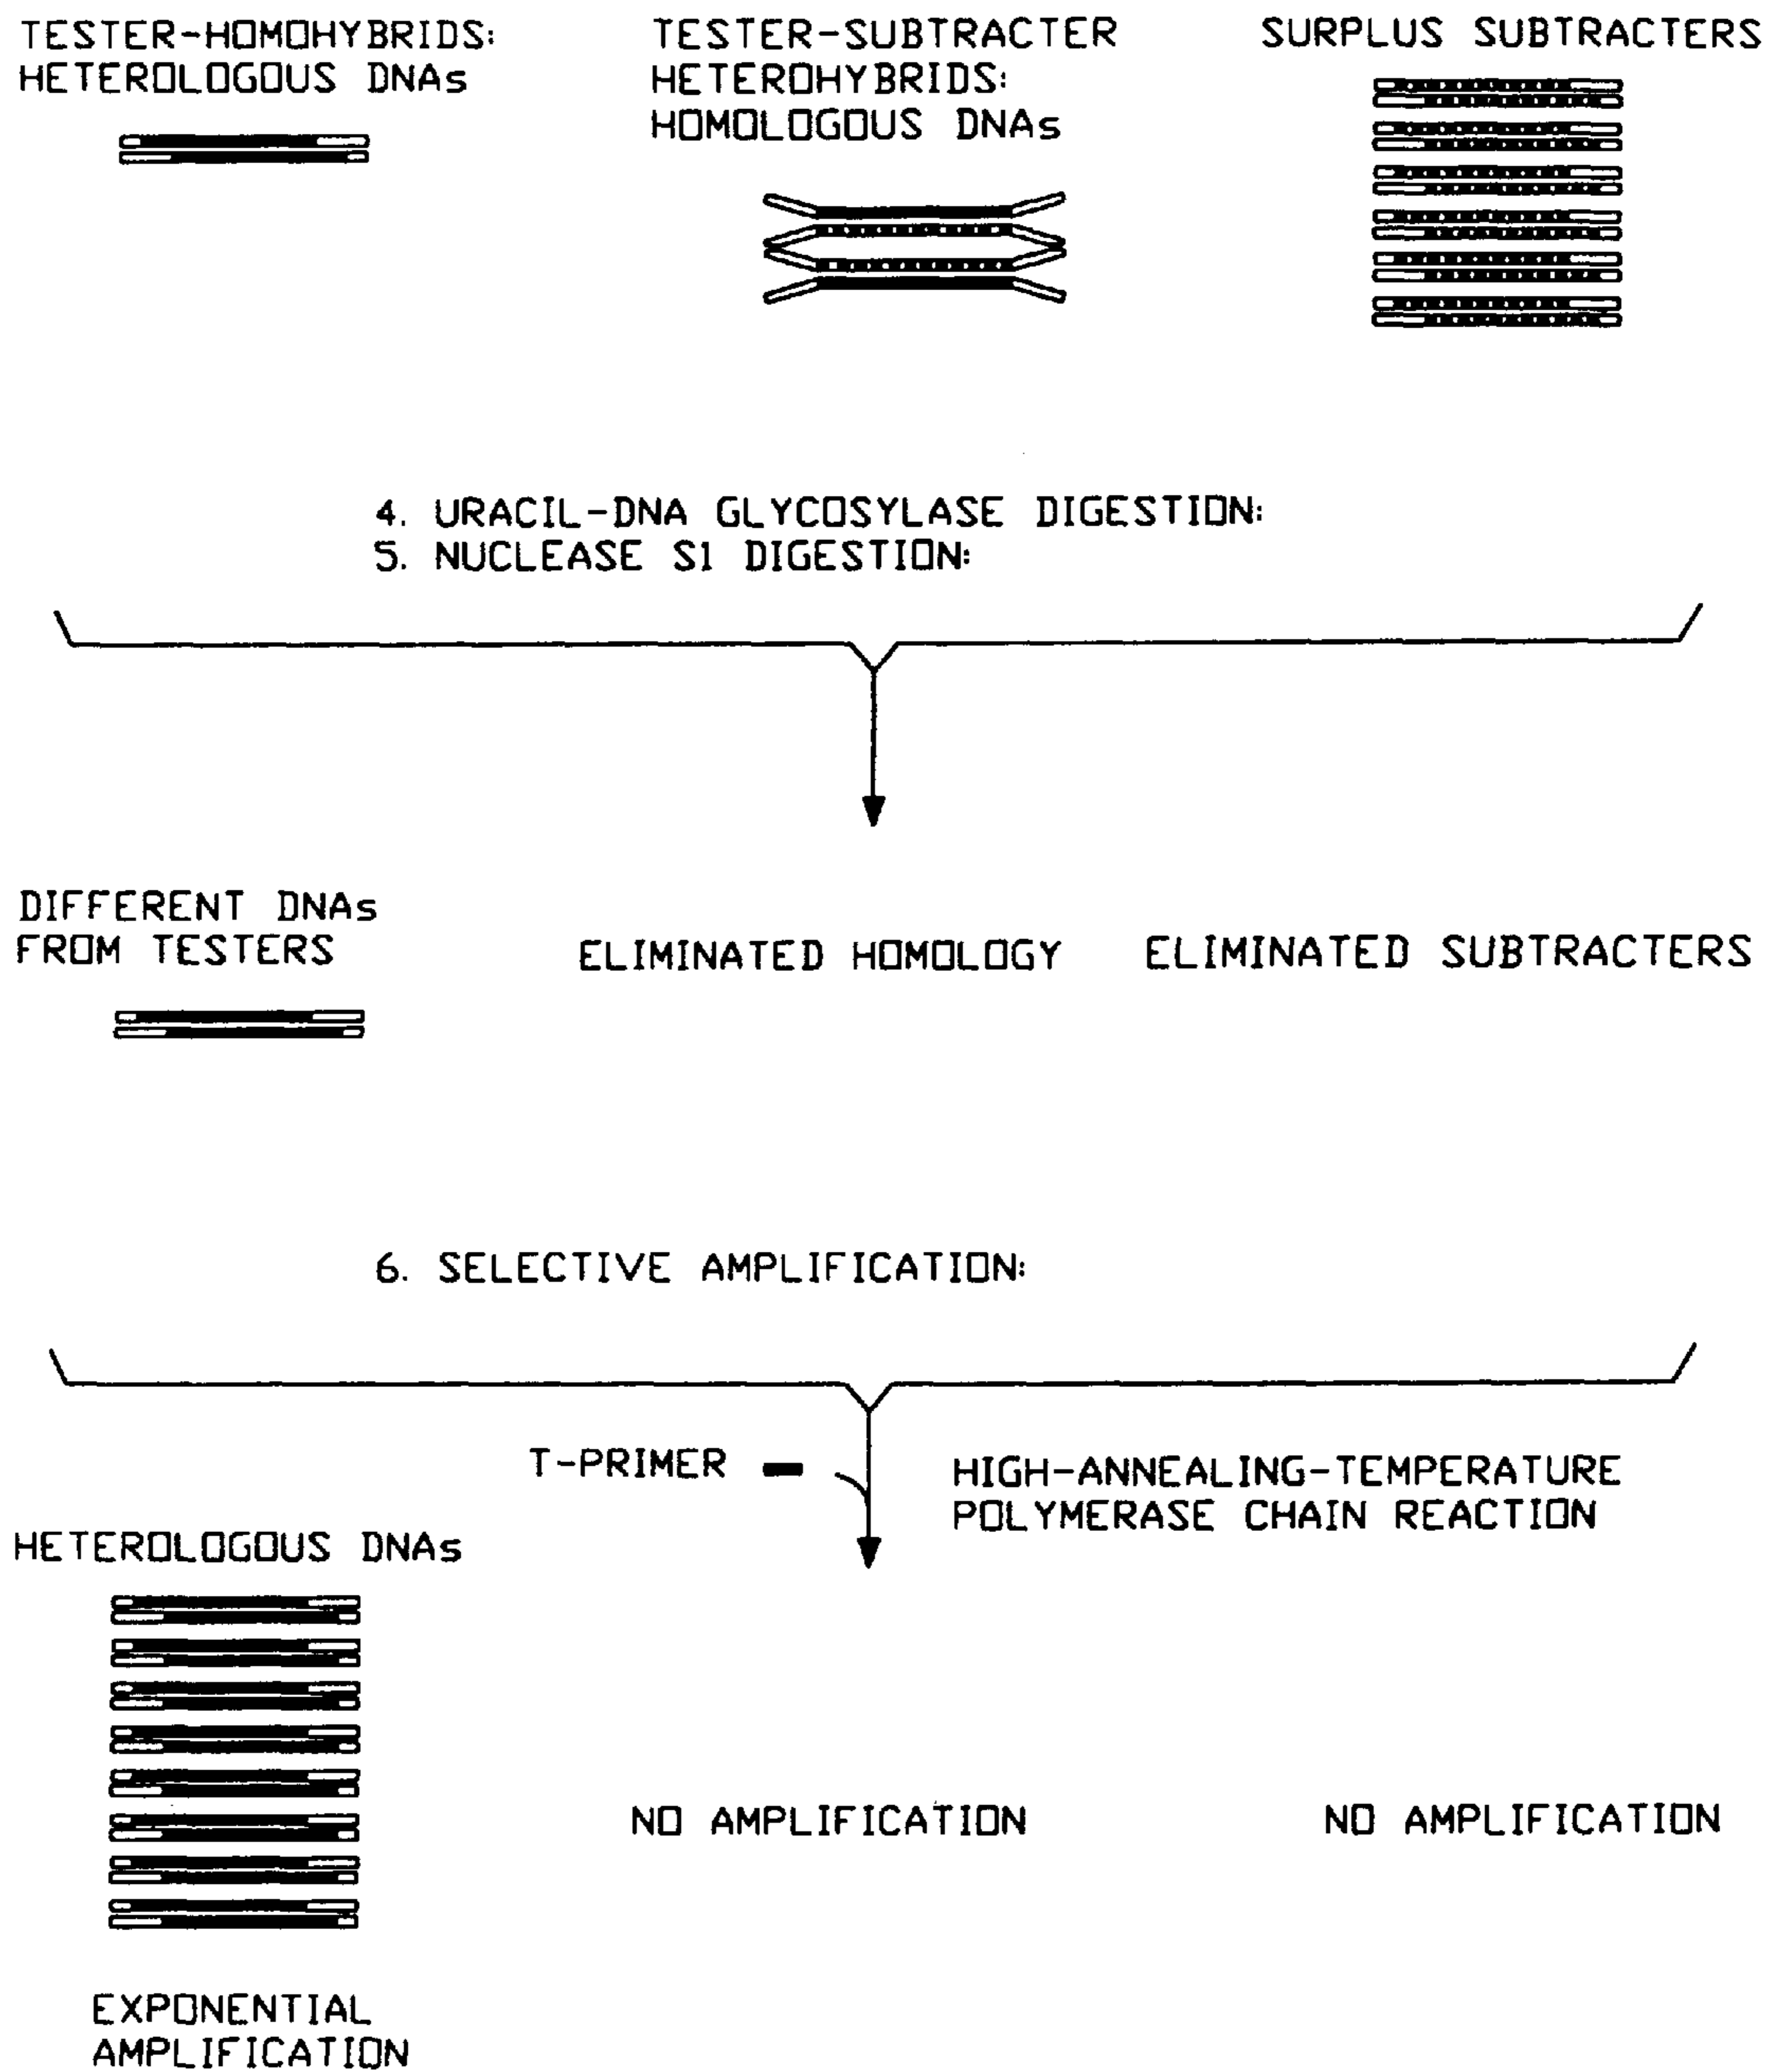 TESTER-HOMOHYBRIDS:
HETEROLOGOUS DNAs
TESTER-SUBTRACTER
HETEROHYBRIDS:
HOMOLOGOUS DNAs
SURPLUS SUBTRACTERS
4. URACIL-DNA GLYCOSYLASE DIGESTION:
5. NUCLEASE S1 DIGESTION:
DIFFERENT DNAs
FROM TESTERS
ELIMINATED HOMOLOGY
ELIMINATED SUBTRACTERS
6. SELECTIVE AMPLIFICATION:
T-PRIMER
HIGH-ANNEALING-TEMPERATURE
POLYMERASE CHAIN REACTION
HETEROLOGOUS DNAs
NO AMPLIFICATION
NO AMPLIFICATION
EXPONENTIAL
AMPLIFICATION